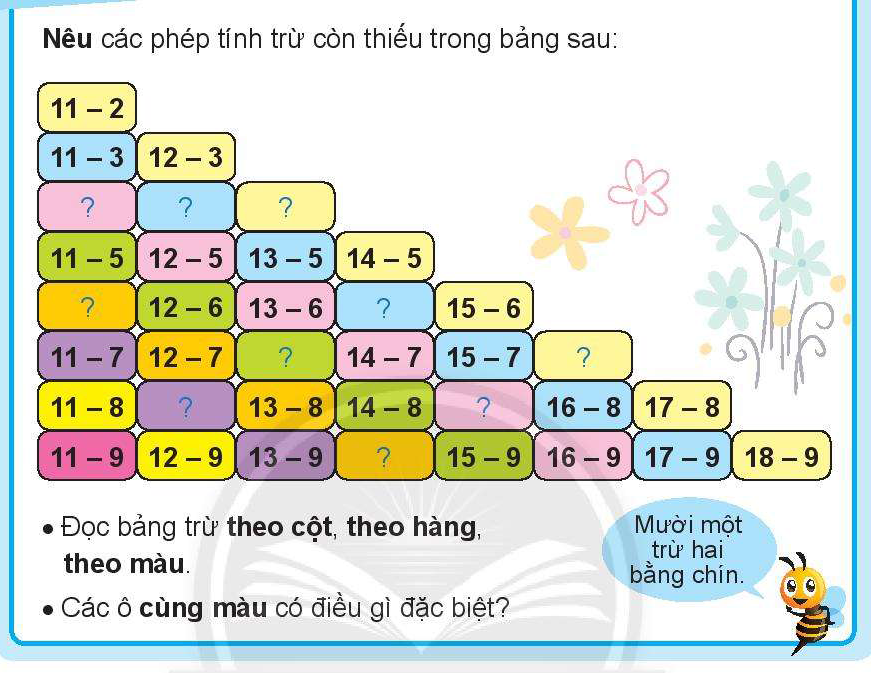 Nêu các phép tính trừ còn thiếu trong bảng sau:
11 – 2
11 – 3 12 – 3
? ? ?
11 – 5 12 – 5 13 – 5 14 – 5
? 12 – 6 13 – 6 ? 15 – 6
11 – 7 12 – 7 ? 14 – 7 15 – 7 ?
11 – 8 ? 13 – 8 14 – 8 ? 16 – 8 17 – 8
11 – 9 12 – 9 13 – 9 ? 15 – 9 16 – 9 17 – 9 18 – 9
• Đọc bảng trừ theo cột, theo hàng,
theo màu.
• Các ô cùng màu có điều gì đặc biệt?
Mười một
trừ hai
bằng chín.